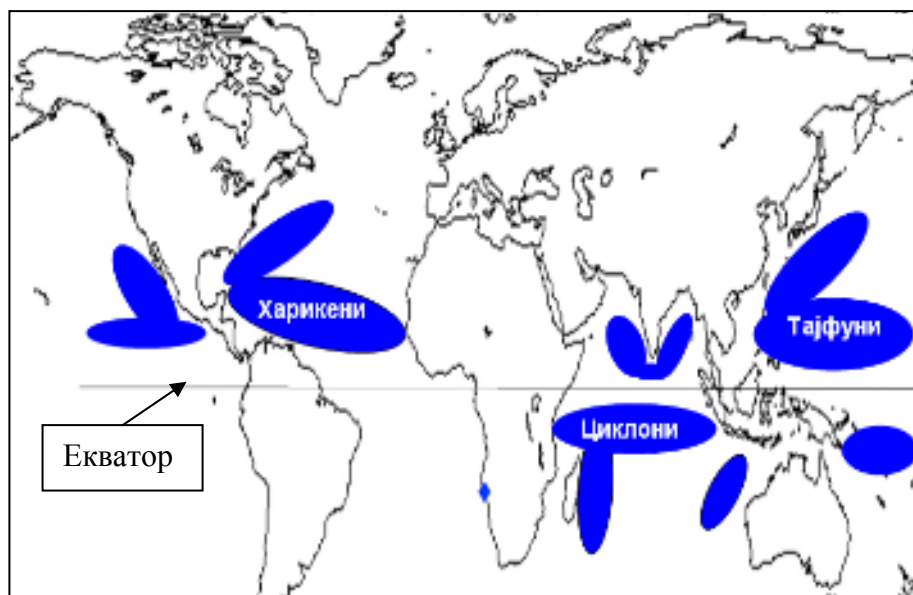 Харикени
Тајфуни
Екватор
Циклони